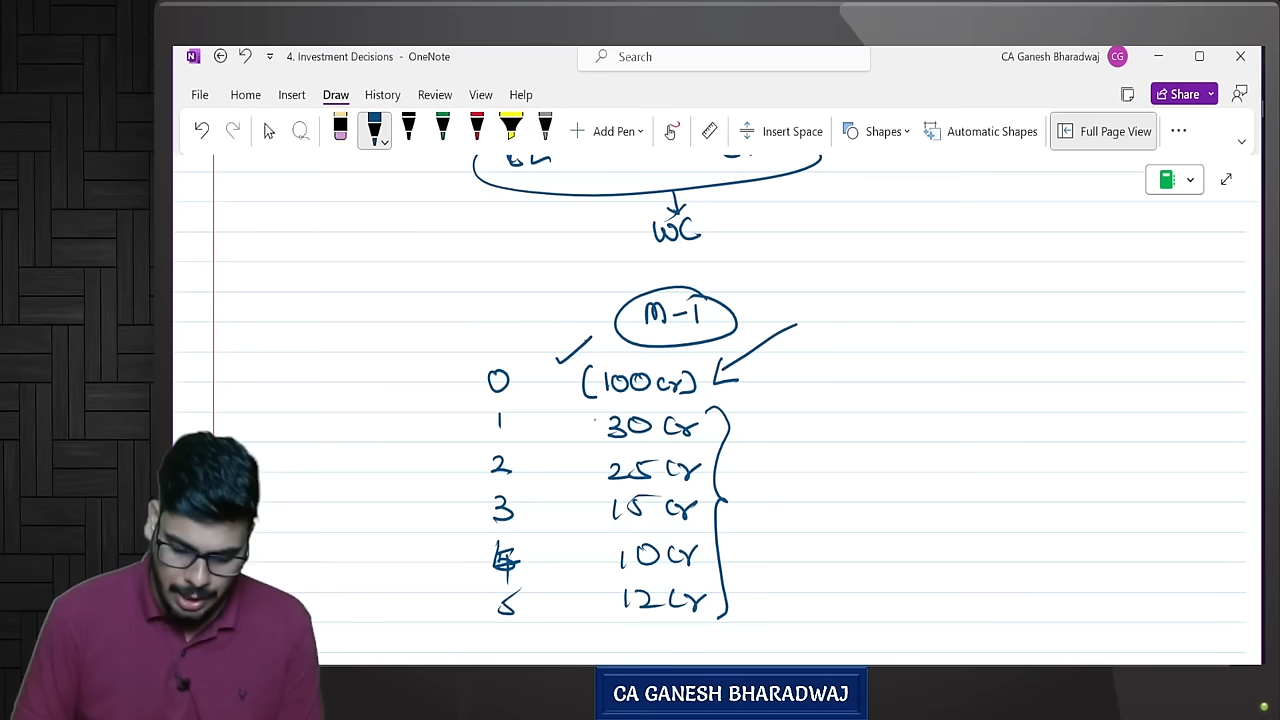 4. Investment Decisions - OneNote
Search
CA Ganesh Bharadwaj
CG
File Home Insert Draw History Review View Help
Share
Add Pen
Insert Space
Shapes
Automatic Shapes
Full Page View
WC
M-I
0 (100 cr)
1 30 Cr
2 25 Cr
3 15 Cr
4 10 Cr
5 12 Cr
CA GANESH BHARADWAJ